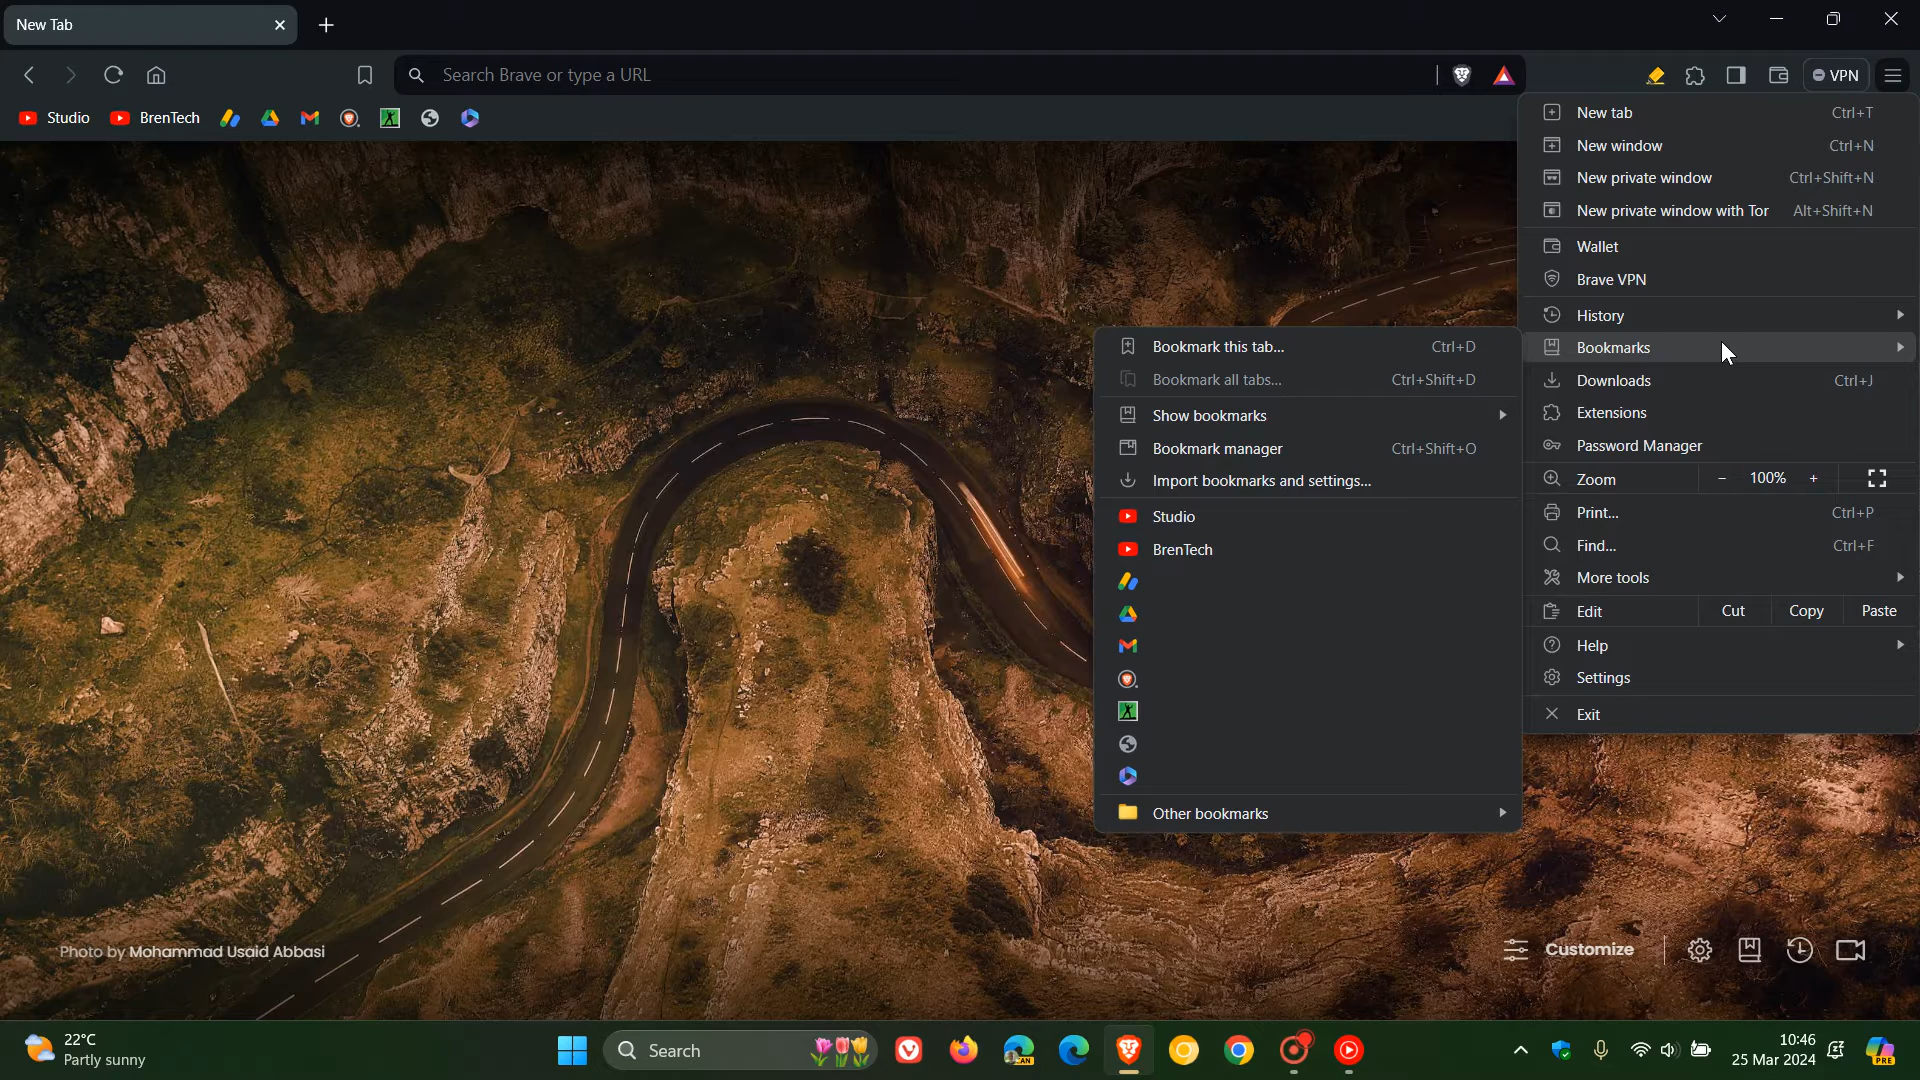 New Tab
Search Brave or type a URL
VPN
Studio
BrenTech
New tab Ctrl+T
New window Ctrl+N
New private window Ctrl+Shift+N
New private window with Tor Alt+Shift+N
Wallet
Brave VPN
History
Bookmarks
Downloads Ctrl+J
Extensions
Password Manager
Zoom - 100% +
Print... Ctrl+P
Find... Ctrl+F
More tools
Edit Cut Copy Paste
Help
Settings
Exit
Bookmark this tab... Ctrl+D
Bookmark all tabs... Ctrl+Shift+D
Show bookmarks
Bookmark manager Ctrl+Shift+O
Import bookmarks and settings...
Studio
BrenTech
Other bookmarks
Photo by Mohammad Usaid Abbasi
Customize
22°C
Partly sunny
Search
CAN
10:46
25 Mar 2024
PRE